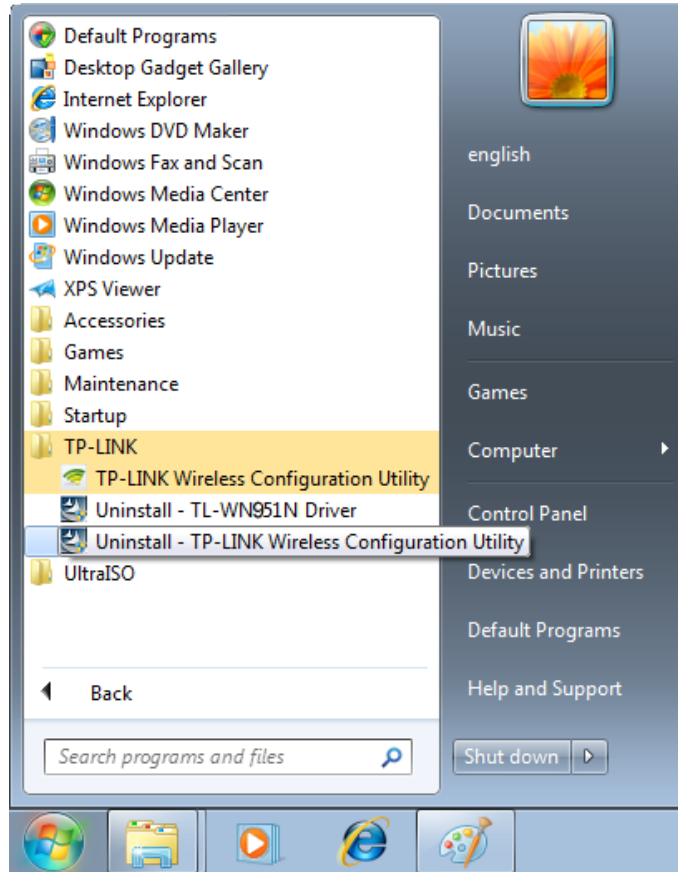 Default Programs
Desktop Gadget Gallery
Internet Explorer
Windows DVD Maker
Windows Fax and Scan
Windows Media Center
Windows Media Player
Windows Update
XPS Viewer
Accessories
Games
Maintenance
Startup
TP-LINK
TP-LINK Wireless Configuration Utility
Uninstall - TL-WN951N Driver
Uninstall - TP-LINK Wireless Configuration Utility
UltraISO
Back
Search programs and files
english
Documents
Pictures
Music
Games
Computer
Control Panel
Devices and Printers
Default Programs
Help and Support
Shut down